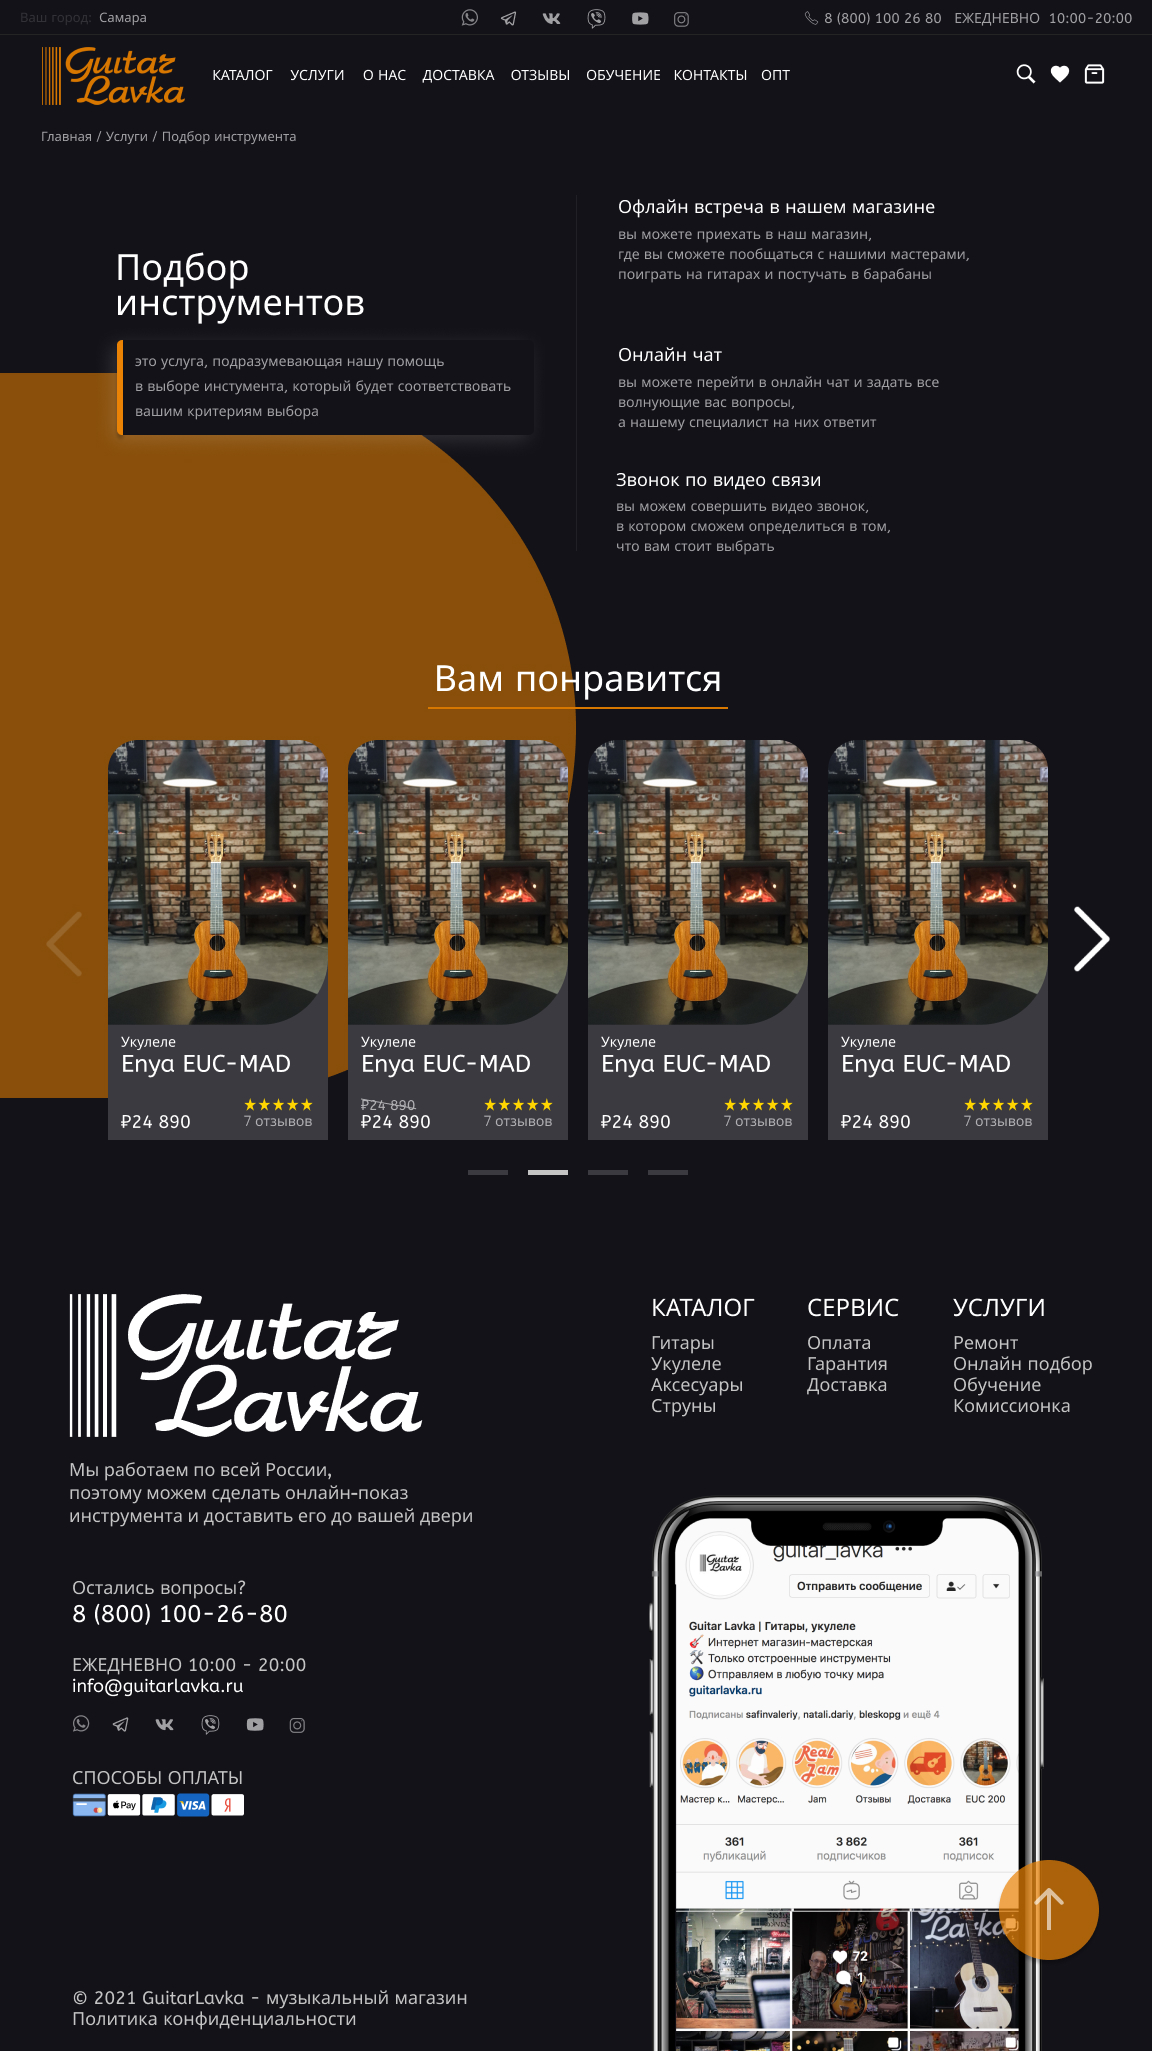 Ваш город: Самара
8 (800) 100 26 80 ЕЖЕДНЕВНО 10:00-20:00
Guitar
Lavka
КАТАЛОГ УСЛУГИ О НАС ДОСТАВКА ОТЗЫВЫ ОБУЧЕНИЕ КОНТАКТЫ ОПТ
Главная / Услуги / Подбор инструмента
Подбор
инструментов
это услуга, подразумевающая нашу помощь
в выборе инстумента, который будет соответствовать
вашим критериям выбора
Офлайн встреча в нашем магазине
вы можете приехать в наш магазин,
где вы сможете пообщаться с нашими мастерами,
поиграть на гитарах и постучать в барабаны
Онлайн чат
вы можете перейти в онлайн чат и задать все
волнующие вас вопросы,
а нашему специалист на них ответит
Звонок по видео связи
вы можем совершить видео звонок,
в котором сможем определиться в том,
что вам стоит выбрать
Вам понравится
Укулеле
Enya EUC-MAD
₽24 890
7 отзывов
Укулеле
Enya EUC-MAD
₽24 890
₽24 890
7 отзывов
Укулеле
Enya EUC-MAD
₽24 890
7 отзывов
Укулеле
Enya EUC-MAD
₽24 890
7 отзывов
Guitar
Lavka
Мы работаем по всей России,
поэтому можем сделать онлайн-показ
инструмента и доставить его до вашей двери
КАТАЛОГ
Гитары
Укулеле
Аксесуары
Струны
СЕРВИС
Оплата
Гарантия
Доставка
УСЛУГИ
Ремонт
Онлайн подбор
Обучение
Комиссионка
Остались вопросы?
8 (800) 100-26-80
ЕЖЕДНЕВНО 10:00 - 20:00
info@guitarlavka.ru
СПОСОБЫ ОПЛАТЫ
Pay VISA Я
Guitar
Lavka
guitar_lavka
Отправить сообщение
Guitar Lavka | Гитары, укулеле
Интернет магазин-мастерская
Только отстроенные инструменты
Отправляем в любую точку мира
guitarlavka.ru
Подписаны safinvaleriy, natali.dariy, bleskopg и ещё 4
Real
Jam
Мастер к... Мастерс... Jam Отзывы Доставка EUC 200
361 3 862 361
публикаций подписчиков подписок
72
1
Guitar
Lavka
© 2021 GuitarLavka - музыкальный магазин
Политика конфиденциальности